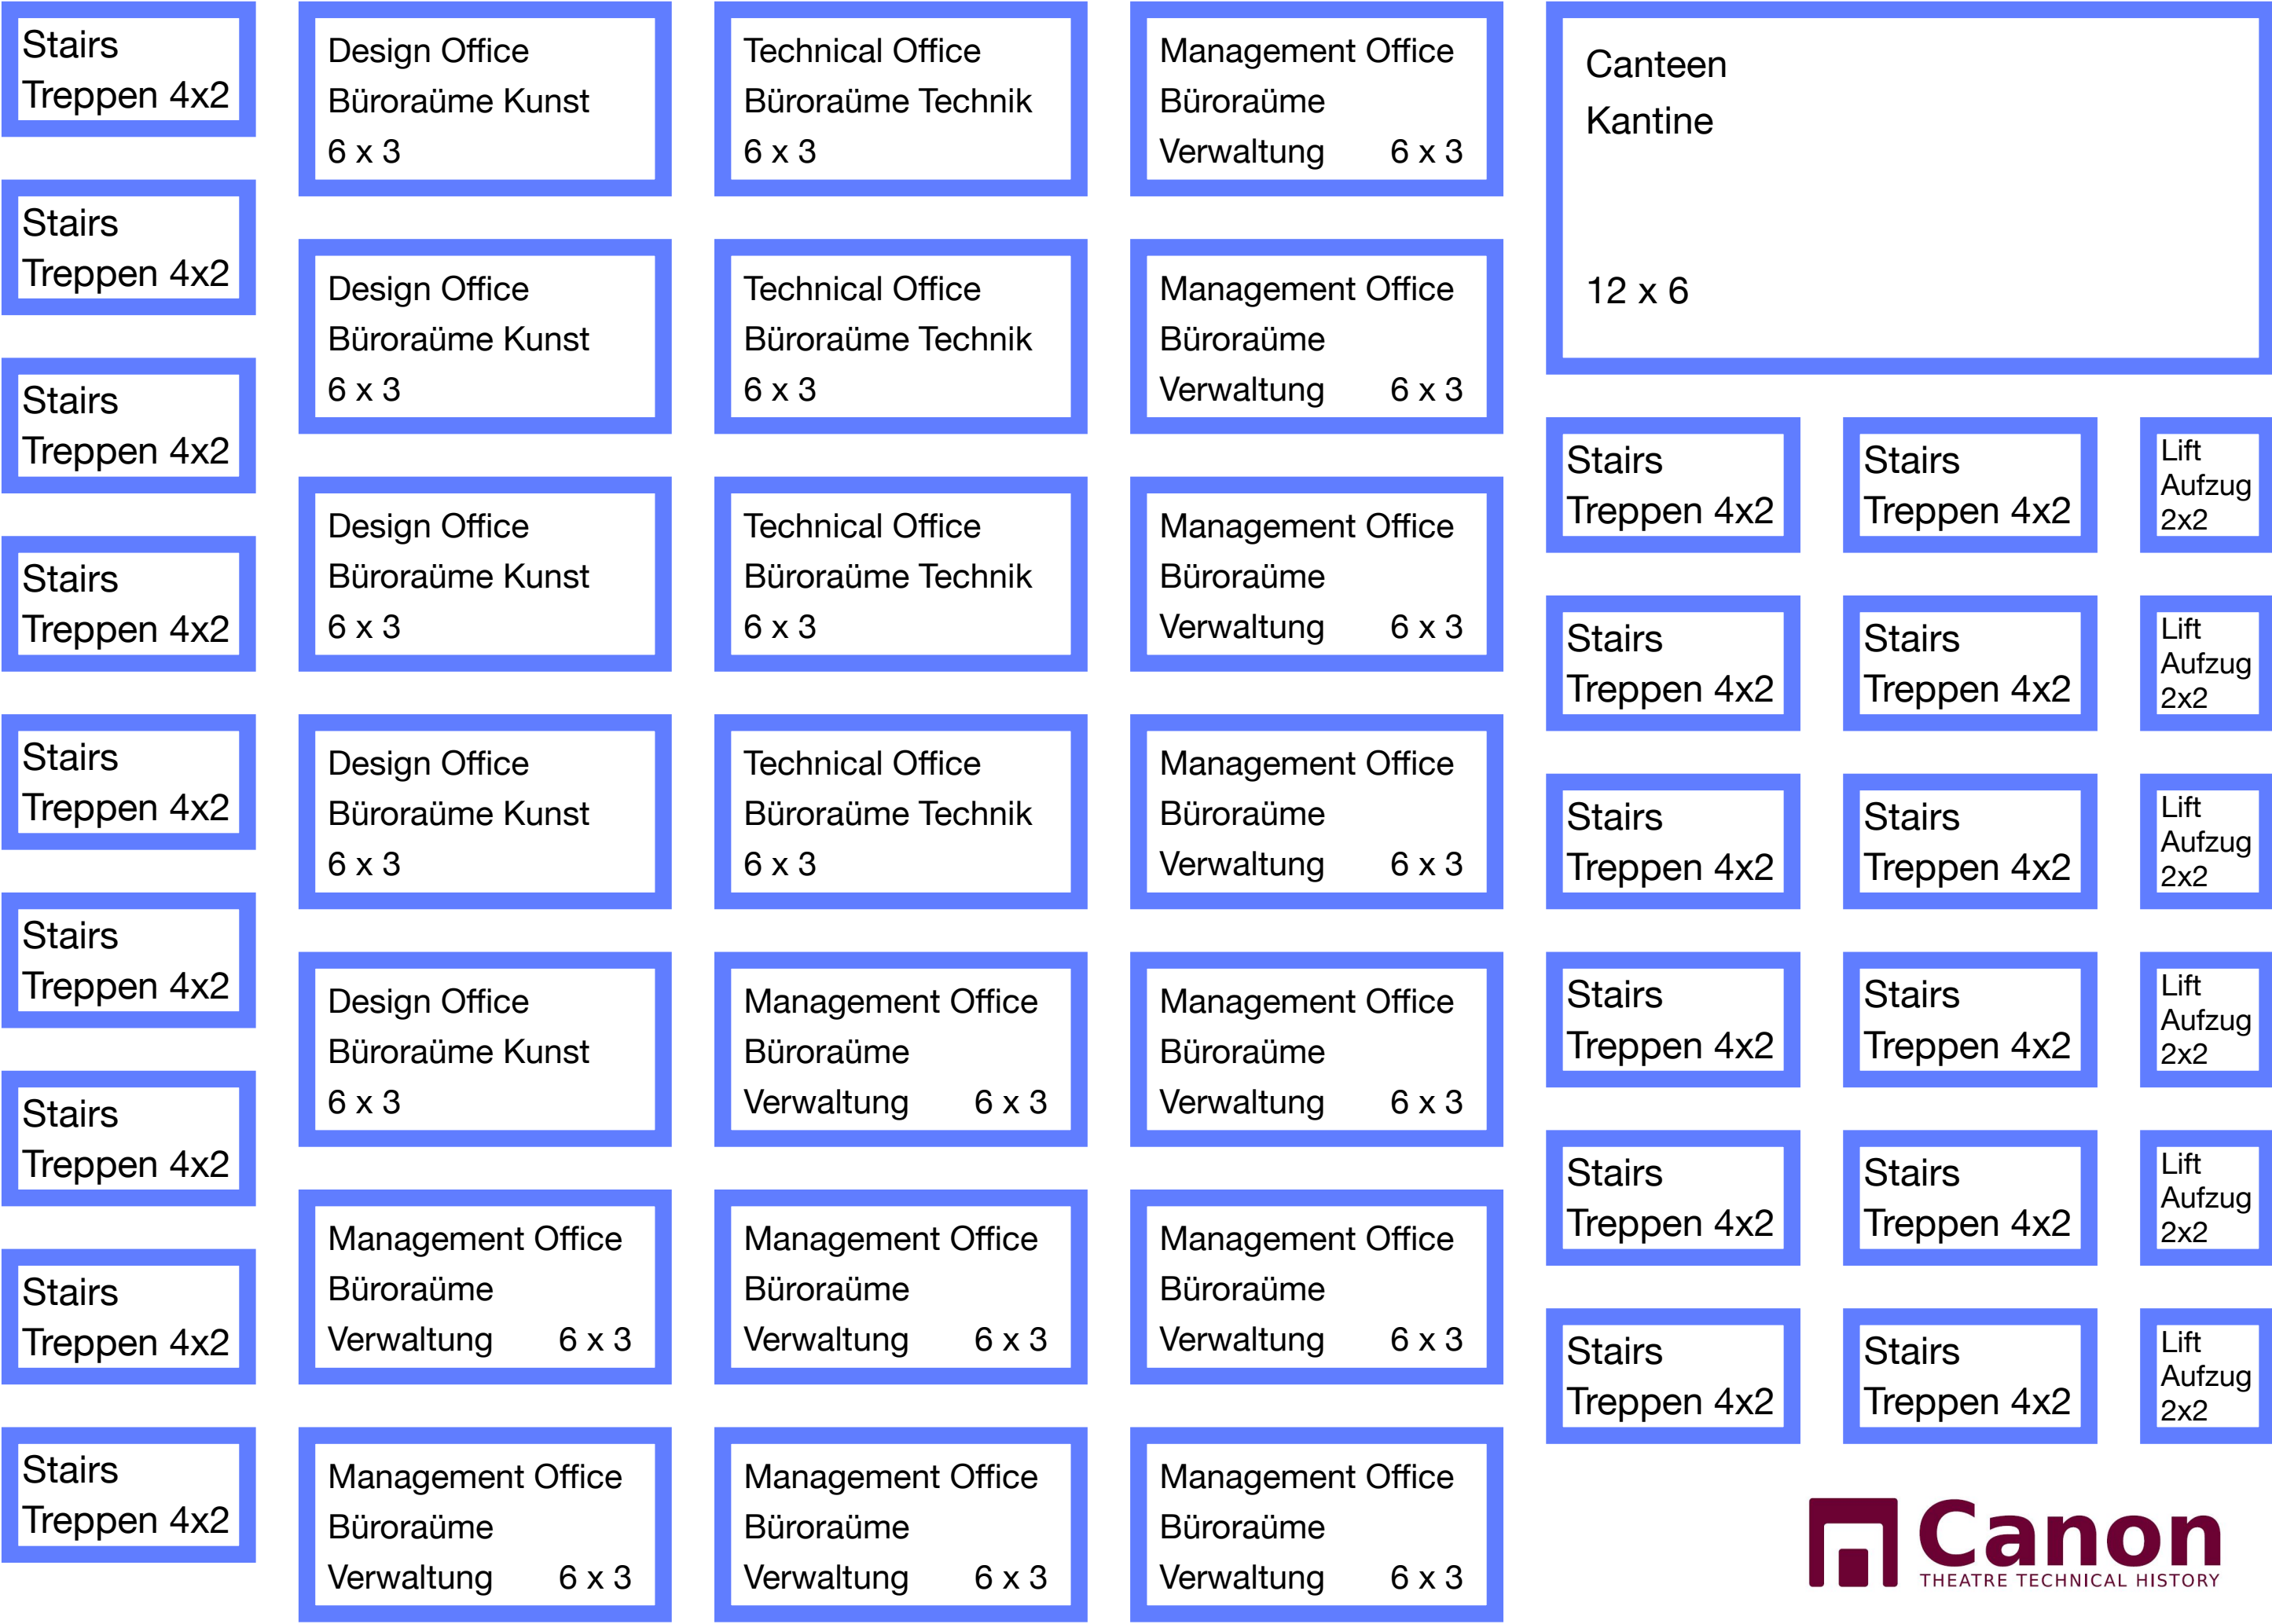 Stairs
Treppen 4x2
Stairs
Treppen 4x2
Stairs
Treppen 4x2
Stairs
Treppen 4x2
Stairs
Treppen 4x2
Stairs
Treppen 4x2
Stairs
Treppen 4x2
Stairs
Treppen 4x2
Stairs
Treppen 4x2
Design Office
Büroraüme Kunst
6 x 3
Design Office
Büroraüme Kunst
6 x 3
Design Office
Büroraüme Kunst
6 x 3
Design Office
Büroraüme Kunst
6 x 3
Design Office
Büroraüme Kunst
6 x 3
Management Office
Büroraüme
Verwaltung 6 x 3
Management Office
Büroraüme
Verwaltung 6 x 3
Technical Office
Büroraüme Technik
6 x 3
Technical Office
Büroraüme Technik
6 x 3
Technical Office
Büroraüme Technik
6 x 3
Technical Office
Büroraüme Technik
6 x 3
Management Office
Büroraüme
Verwaltung 6 x 3
Management Office
Büroraüme
Verwaltung 6 x 3
Management Office
Büroraüme
Verwaltung 6 x 3
Management Office
Büroraüme
Verwaltung 6 x 3
Management Office
Büroraüme
Verwaltung 6 x 3
Management Office
Büroraüme
Verwaltung 6 x 3
Management Office
Büroraüme
Verwaltung 6 x 3
Management Office
Büroraüme
Verwaltung 6 x 3
Management Office
Büroraüme
Verwaltung 6 x 3
Management Office
Büroraüme
Verwaltung 6 x 3
Canteen
Kantine
12 x 6
Stairs
Treppen 4x2
Stairs
Treppen 4x2
Stairs
Treppen 4x2
Stairs
Treppen 4x2
Stairs
Treppen 4x2
Stairs
Treppen 4x2
Stairs
Treppen 4x2
Stairs
Treppen 4x2
Stairs
Treppen 4x2
Stairs
Treppen 4x2
Stairs
Treppen 4x2
Stairs
Treppen 4x2
Lift
Aufzug
2x2
Lift
Aufzug
2x2
Lift
Aufzug
2x2
Lift
Aufzug
2x2
Lift
Aufzug
2x2
Lift
Aufzug
2x2
Canon
THEATRE TECHNICAL HISTORY